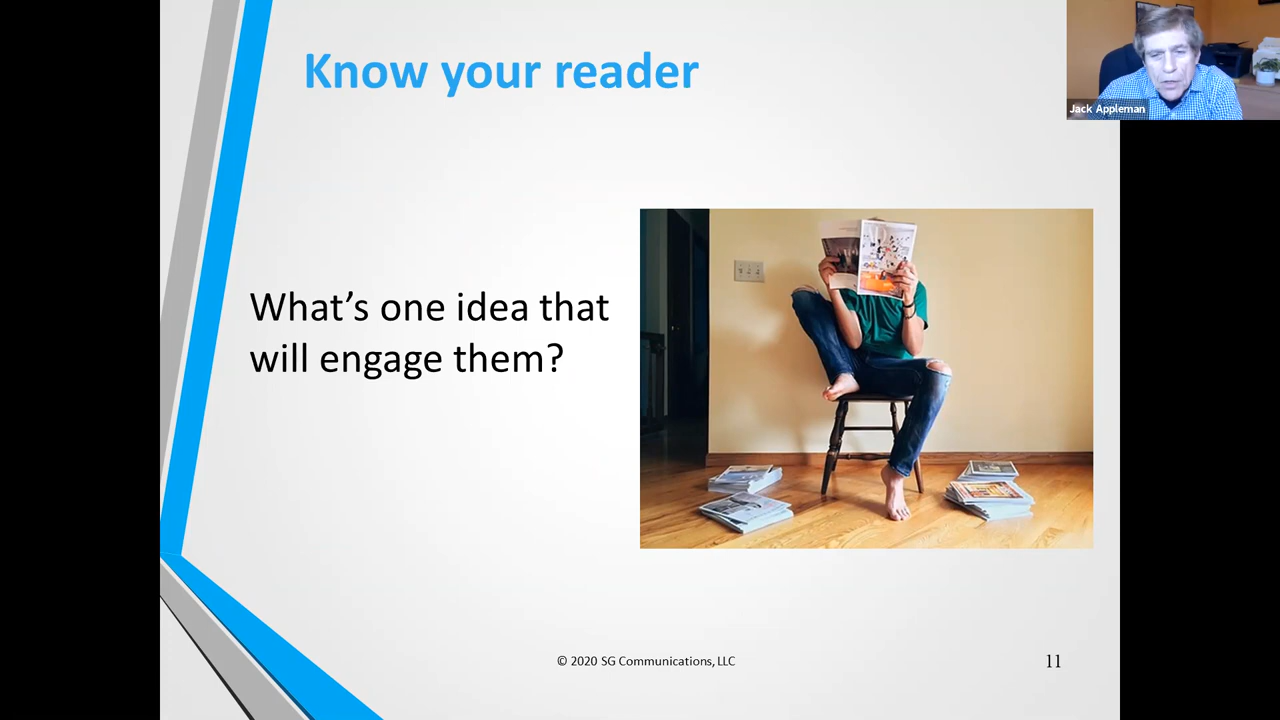 Know your reader
Jack Appleman
What’s one idea that
will engage them?
© 2020 SG Communications, LLC
11